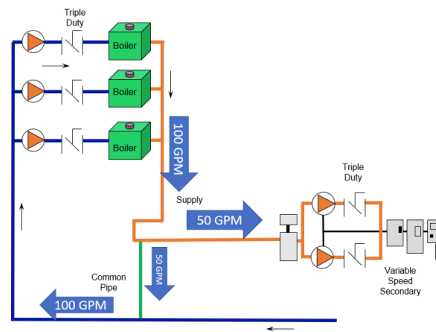 Triple
Duty
Boiler
Boiler
Boiler
100 GPM
Supply
50 GPM
50 GPM
Common
Pipe
100 GPM
Triple
Duty
Variable
Speed
Secondary